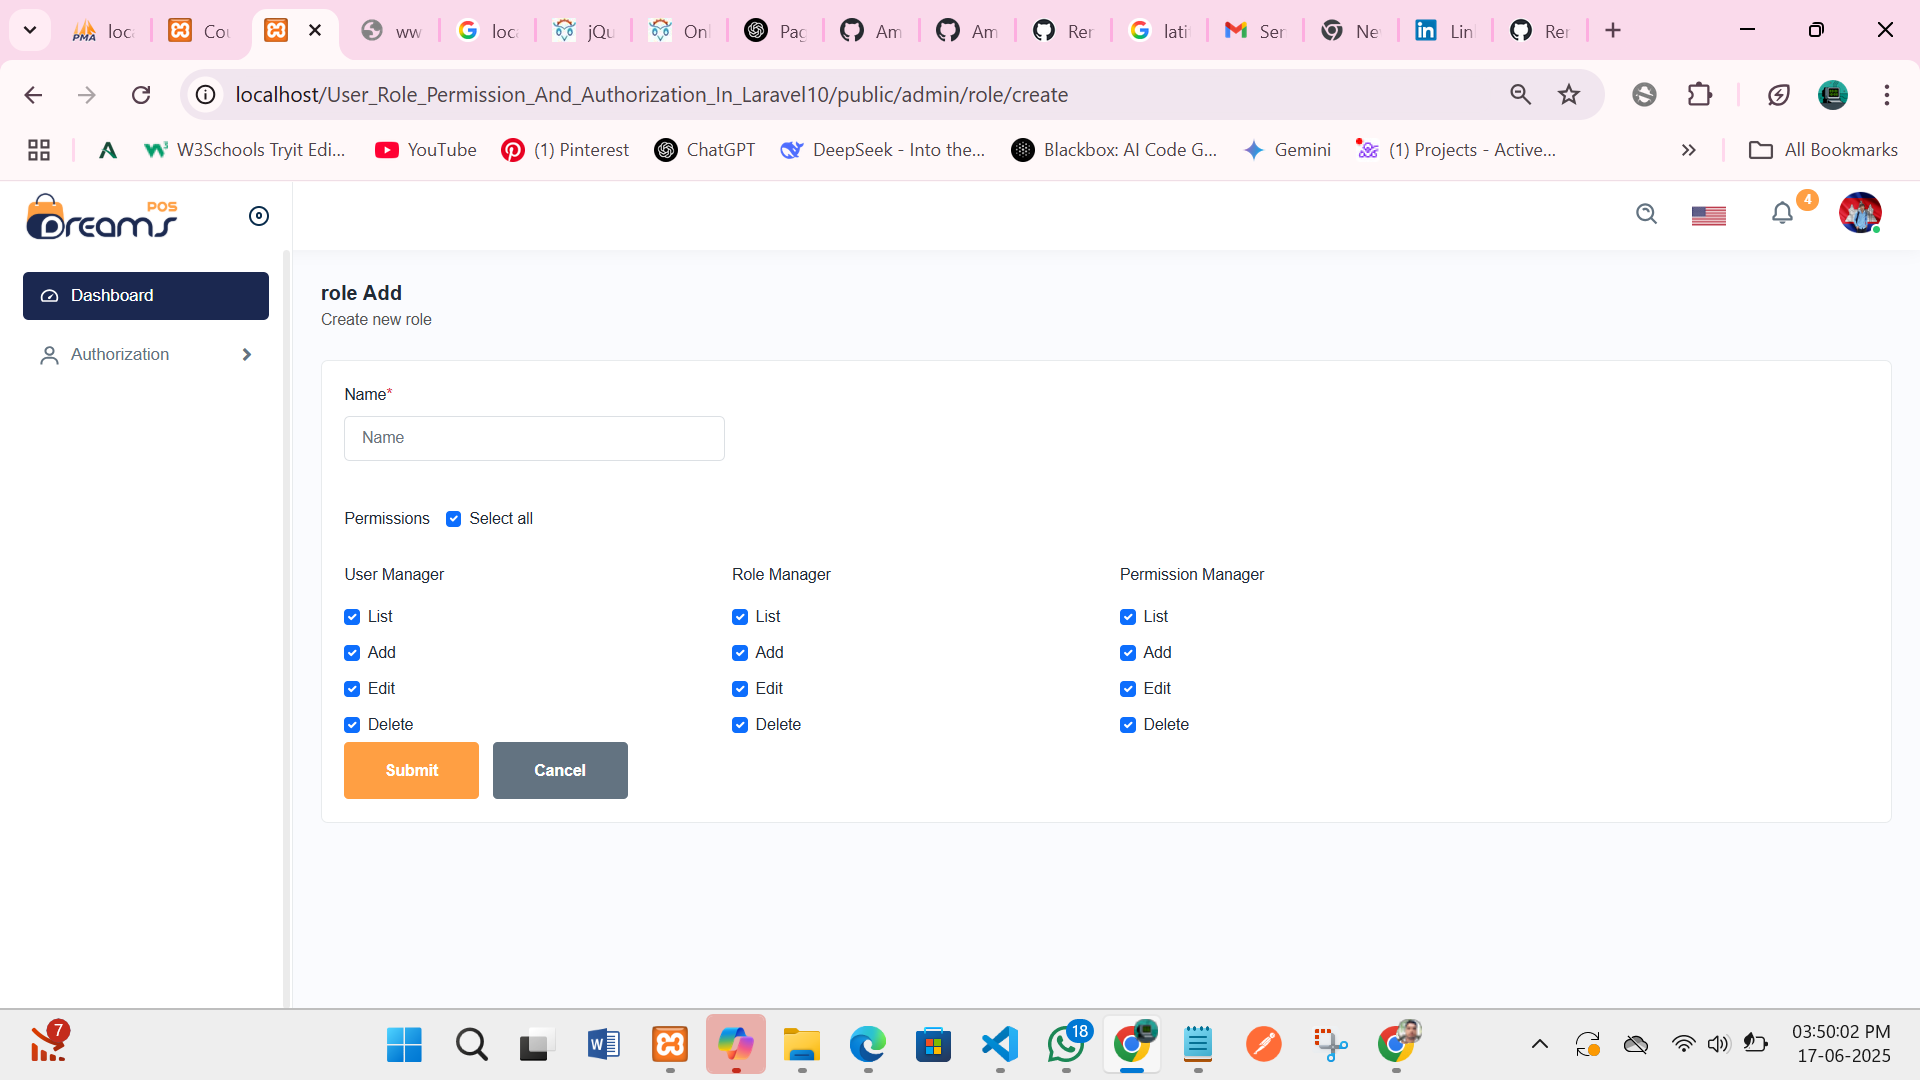 loca
Cou
ww
loca
jQu
Onl
Pag
Am
Am
Rer
lati
Ser
Nev
Lin
Rer
localhost/User_Role_Permission_And_Authorization_In_Laravel10/public/admin/role/create
W3Schools Tryit Edi...
YouTube
(1) Pinterest
ChatGPT
DeepSeek - Into the...
Blackbox: AI Code G...
Gemini
(1) Projects - Active...
All Bookmarks
Dreams POS
4
Dashboard
Authorization
role Add
Create new role
Name*
Name
Permissions Select all
User Manager Role Manager Permission Manager
List List List
Add Add Add
Edit Edit Edit
Delete Delete Delete
Submit Cancel
7
18
03:50:02 PM
17-06-2025